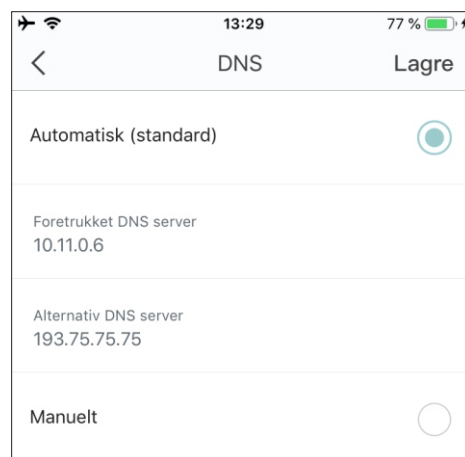 13:29
77 %
DNS
Lagre
Automatisk (standard)
Foretrukket DNS server
10.11.0.6
Alternativ DNS server
193.75.75.75
Manuelt